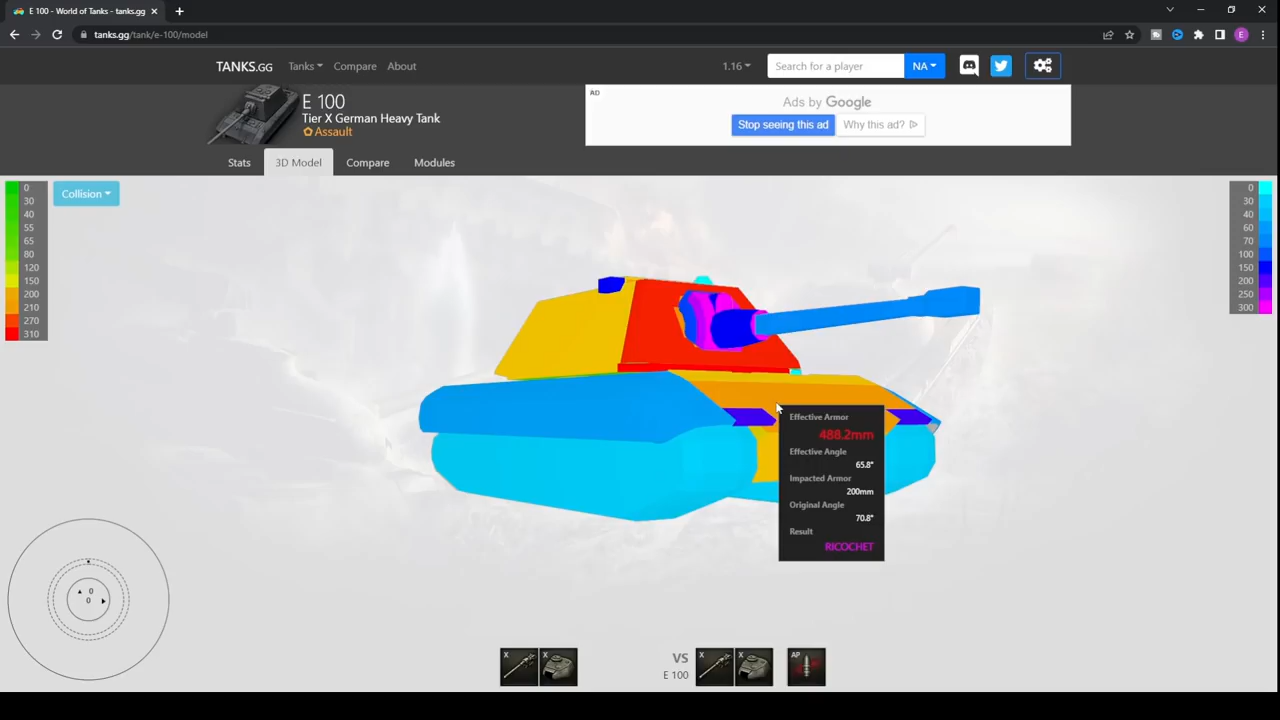 E 100 - World of Tanks - tanks.gg
tanks.gg/tank/e-100/model
E
TANKS.GG
Tanks
Compare
About
1.16
Search for a player
NA
E 100
Tier X German Heavy Tank
Assault
AD
Ads by Google
Stop seeing this ad
Why this ad?
Stats
3D Model
Compare
Modules
Collision
0
30
40
55
65
80
120
150
200
210
270
310
0
30
40
60
70
100
150
200
250
300
Effective Armor
488.2mm
Effective Angle
65.8°
Impacted Armor
200mm
Original Angle
70.8°
Result
RICOCHET
0
0
X
X
VS
E 100
X
X
AP